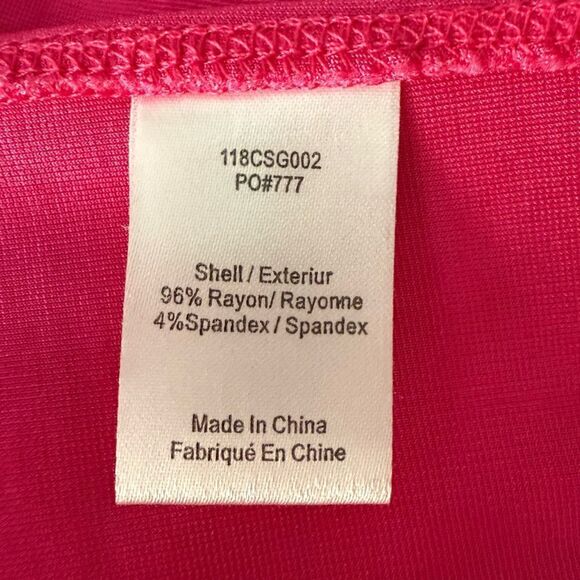 118CSG002
PO#777
Shell / Exteriur
96% Rayon/ Rayonne
4%Spandex / Spandex
Made In China
Fabriqué En Chine